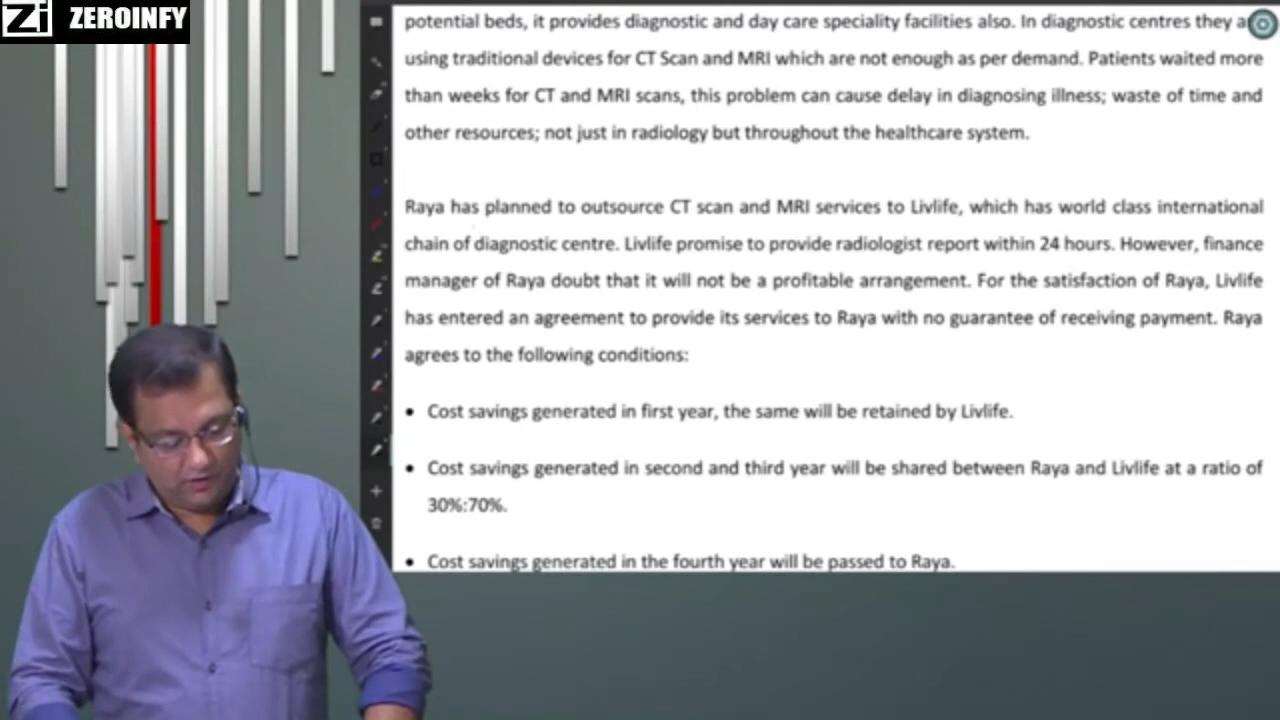 Zi ZEROINFY
potential beds, it provides diagnostic and day care speciality facilities also. In diagnostic centres they
using traditional devices for CT Scan and MRI which are not enough as per demand. Patients waited more
than weeks for CT and MRI scans, this problem can cause delay in diagnosing illness; waste of time and
other resources; not just in radiology but throughout the healthcare system.
Raya has planned to outsource CT scan and MRI services to Livlife, which has world class international
chain of diagnostic centre. Livlife promise to provide radiologist report within 24 hours. However, finance
manager of Raya doubt that it will not be a profitable arrangement. For the satisfaction of Raya, Livlife
has entered an agreement to provide its services to Raya with no guarantee of receiving payment. Raya
agrees to the following conditions:
• Cost savings generated in first year, the same will be retained by Livlife.
• Cost savings generated in second and third year will be shared between Raya and Livlife at a ratio of
30%:70%.
• Cost savings generated in the fourth year will be passed to Raya.